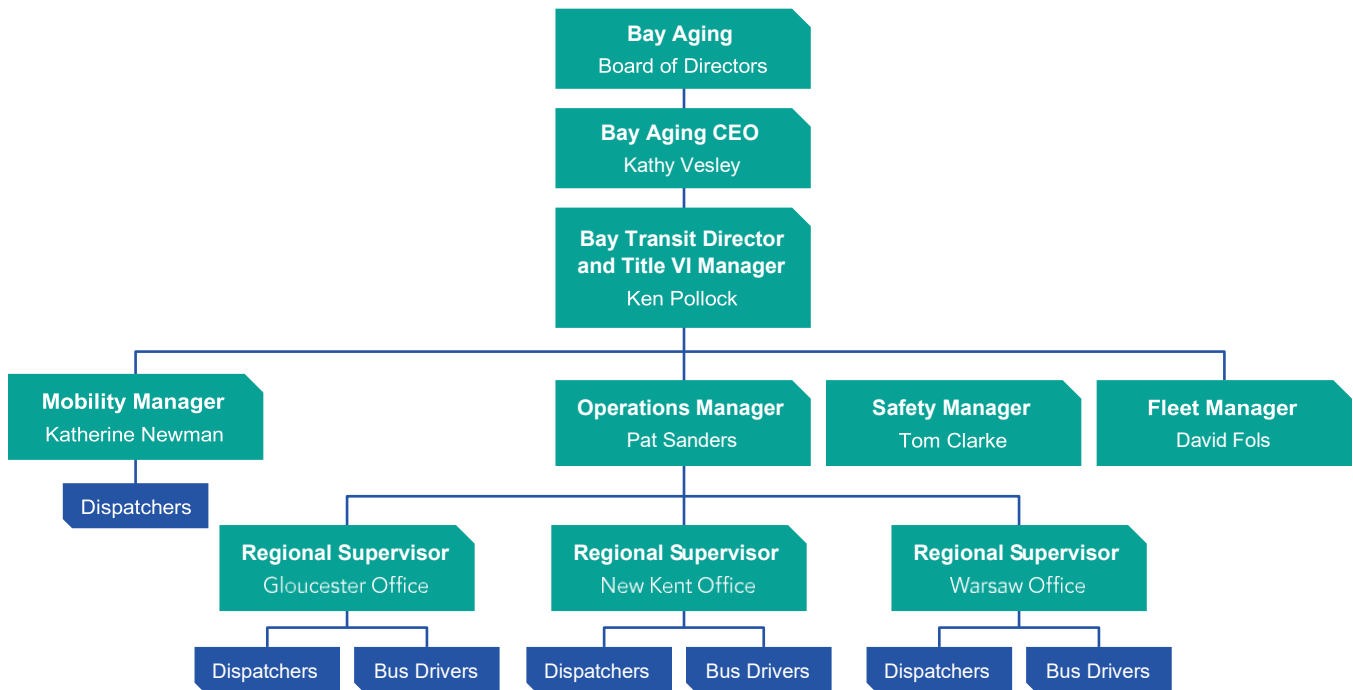 Bay Aging
Board of Directors
Bay Aging CEO
Kathy Vesley
Bay Transit Director
and Title VI Manager
Ken Pollock
Mobility Manager
Katherine Newman
Dispatchers
Operations Manager
Pat Sanders
Safety Manager
Tom Clarke
Fleet Manager
David Fols
Regional Supervisor
Gloucester Office
Dispatchers
Bus Drivers
Regional Supervisor
New Kent Office
Dispatchers
Bus Drivers
Regional Supervisor
Warsaw Office
Dispatchers
Bus Drivers